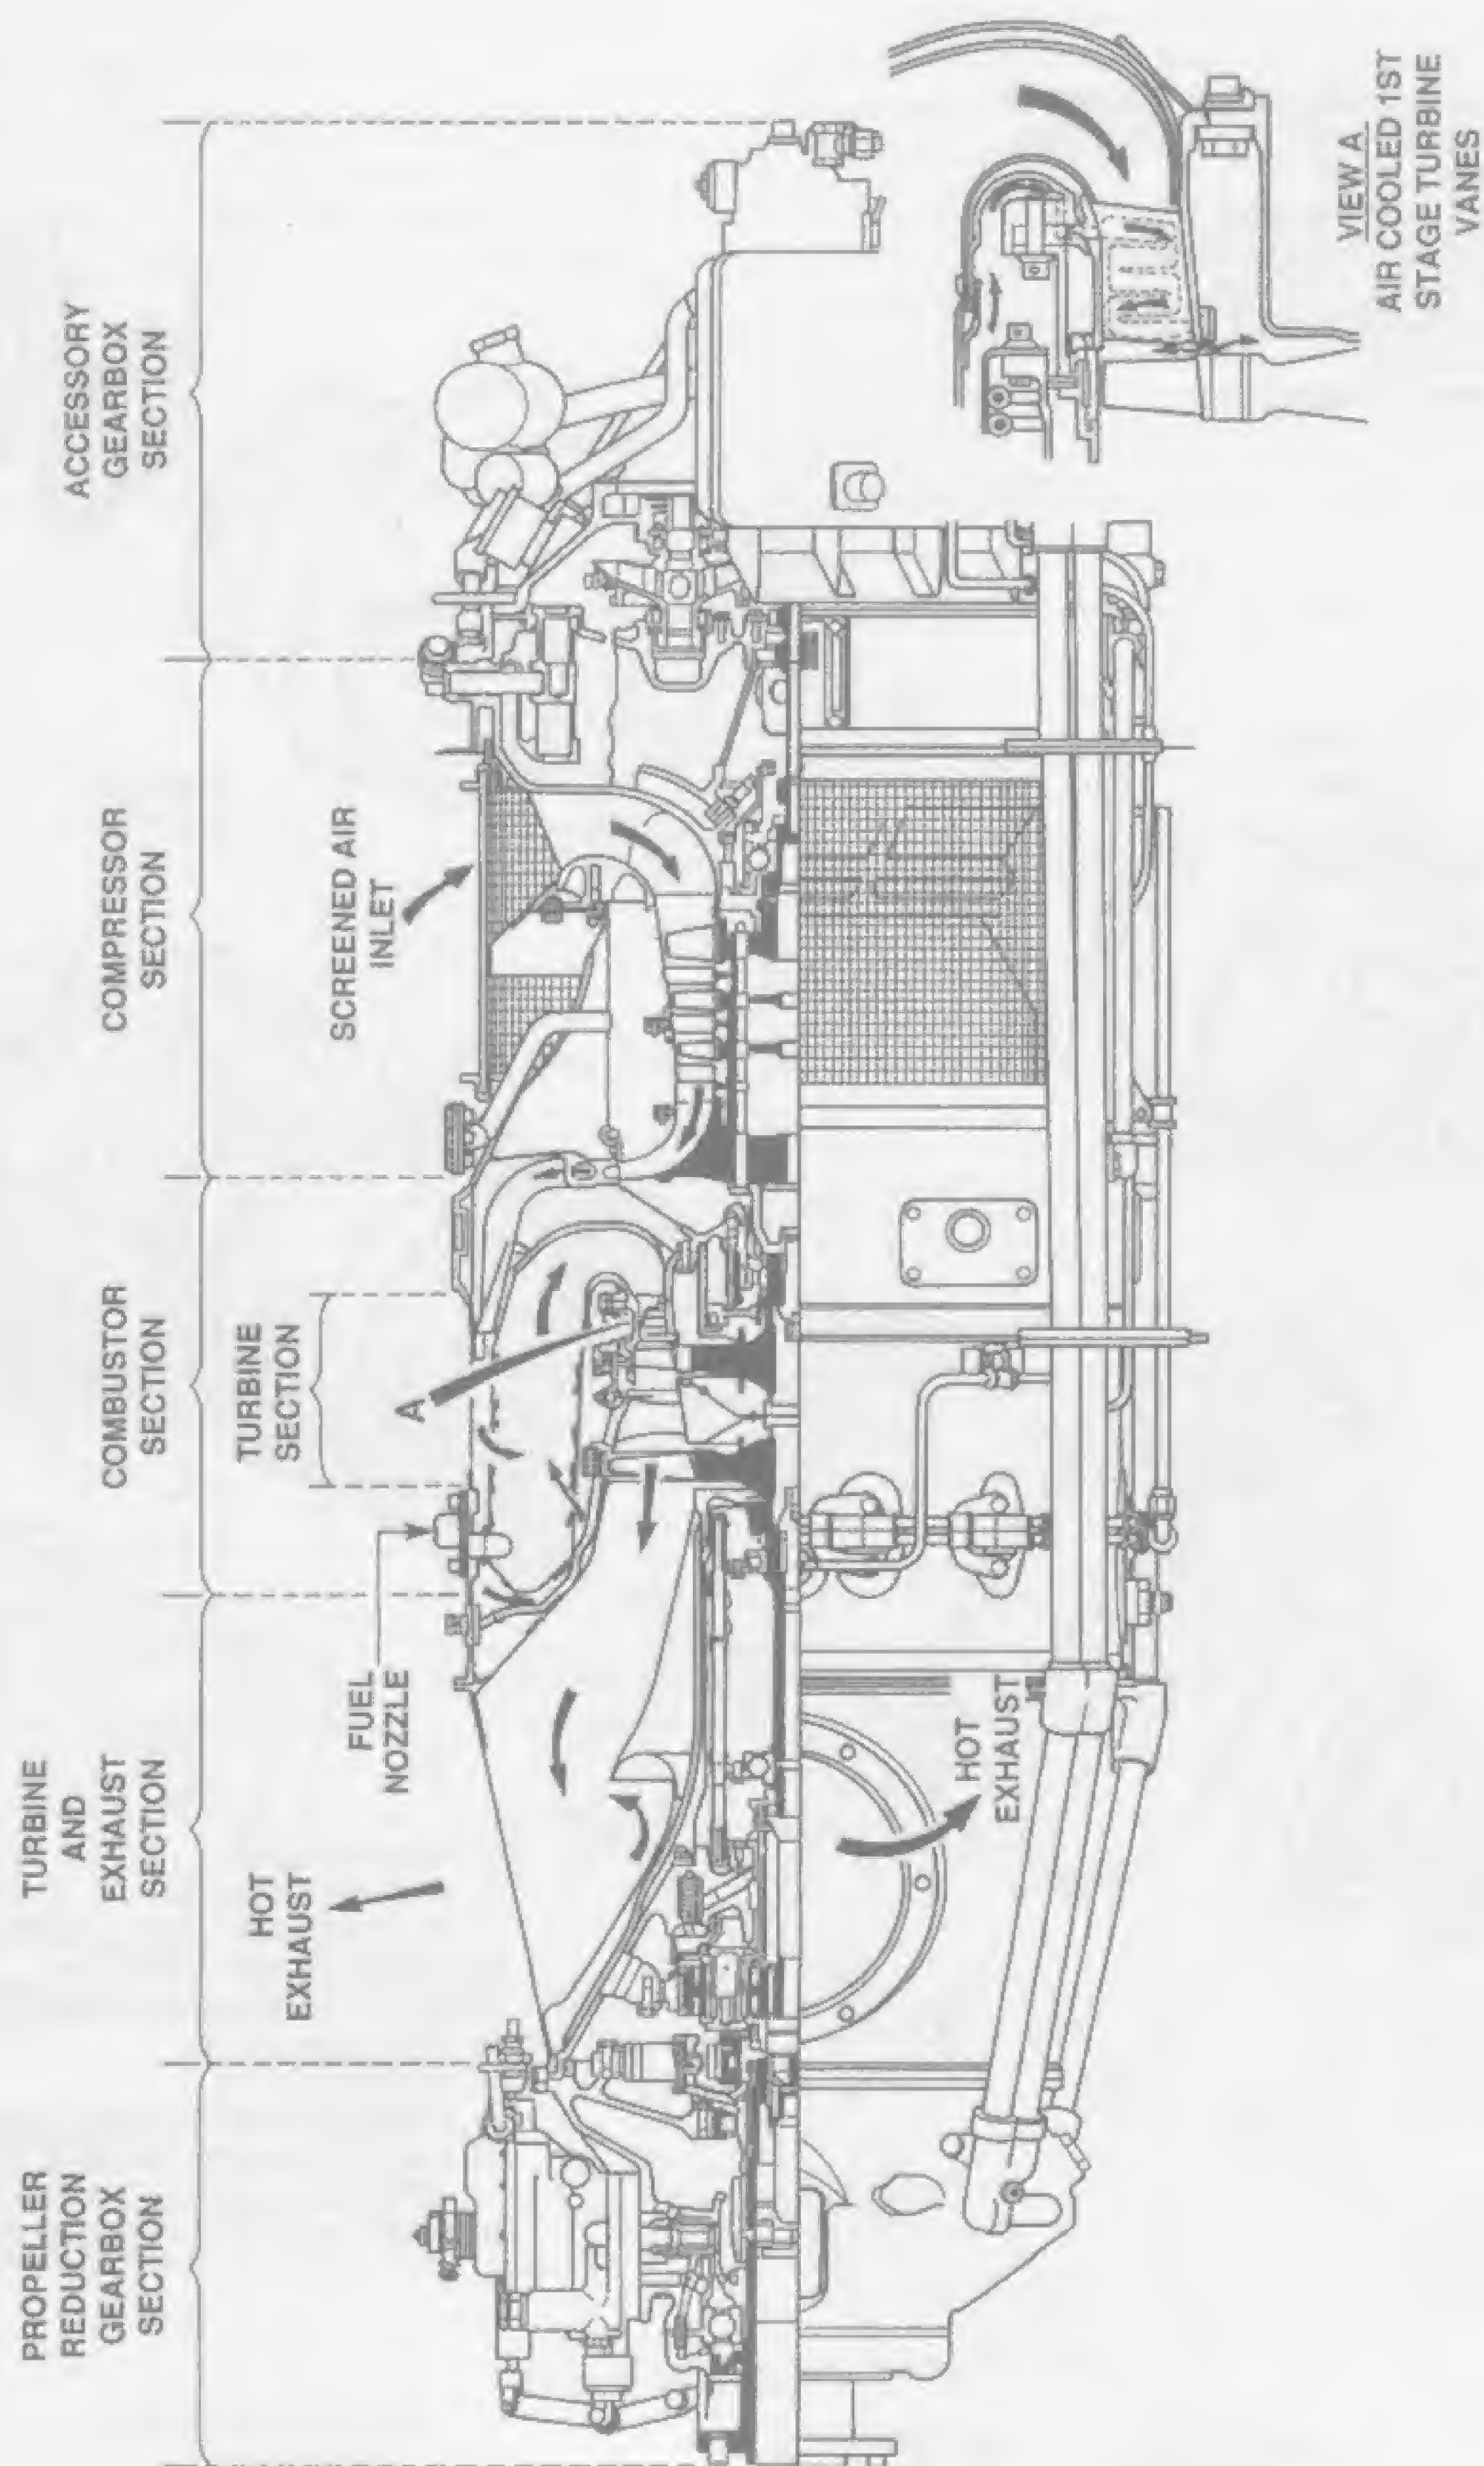 PROPELLER
REDUCTION
GEARBOX
SECTION
TURBINE
AND
EXHAUST
SECTION
COMBUSTOR
SECTION
COMPRESSOR
SECTION
ACCESSORY
GEARBOX
SECTION
HOT
EXHAUST
FUEL
NOZZLE
TURBINE
SECTION
A
SCREENED AIR
INLET
HOT
EXHAUST
VIEW A
AIR COOLED 1ST
STAGE TURBINE
VANES